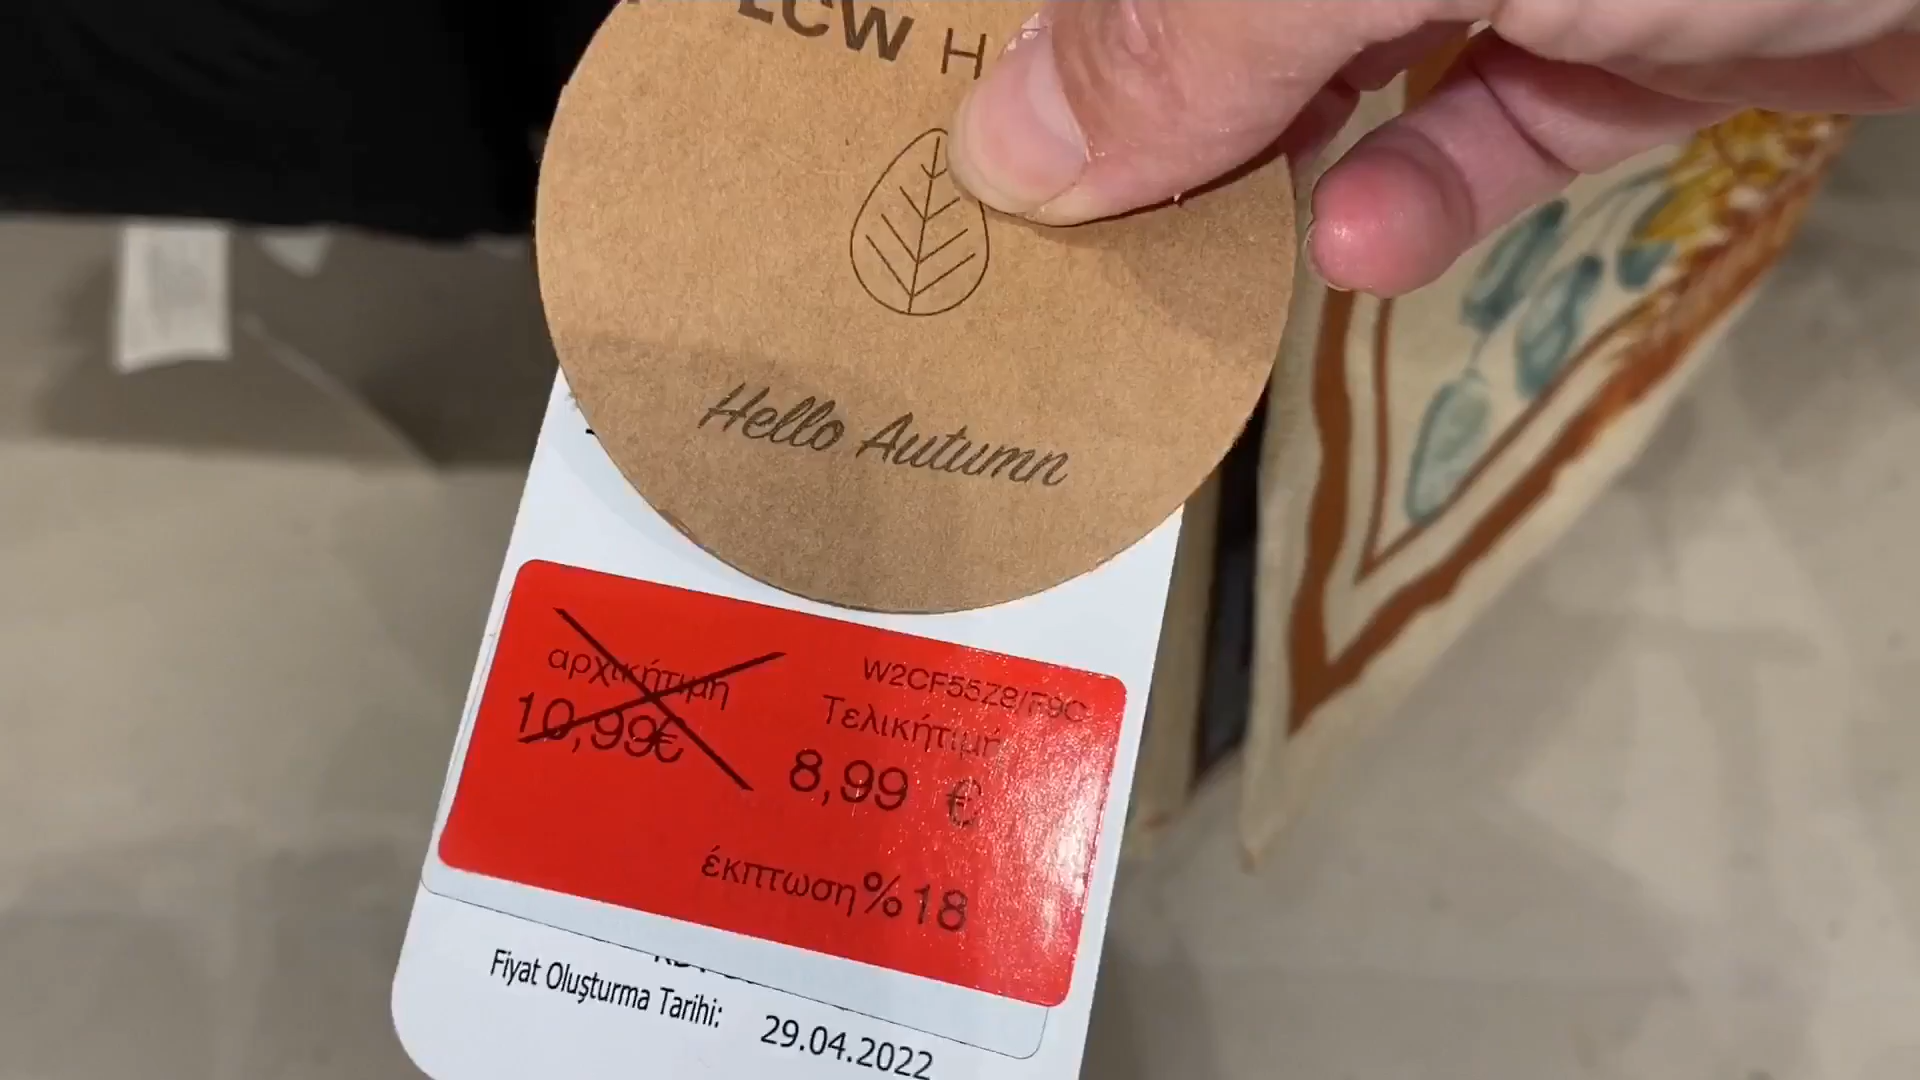 LCW H
Hello Autumn
αρχικήτιμη
10,99€
W2CF55Z8/F9C
Τελικήτιμή
8,99 €
έκπτωση%18
Fiyat Oluşturma Tarihi:
29.04.2022